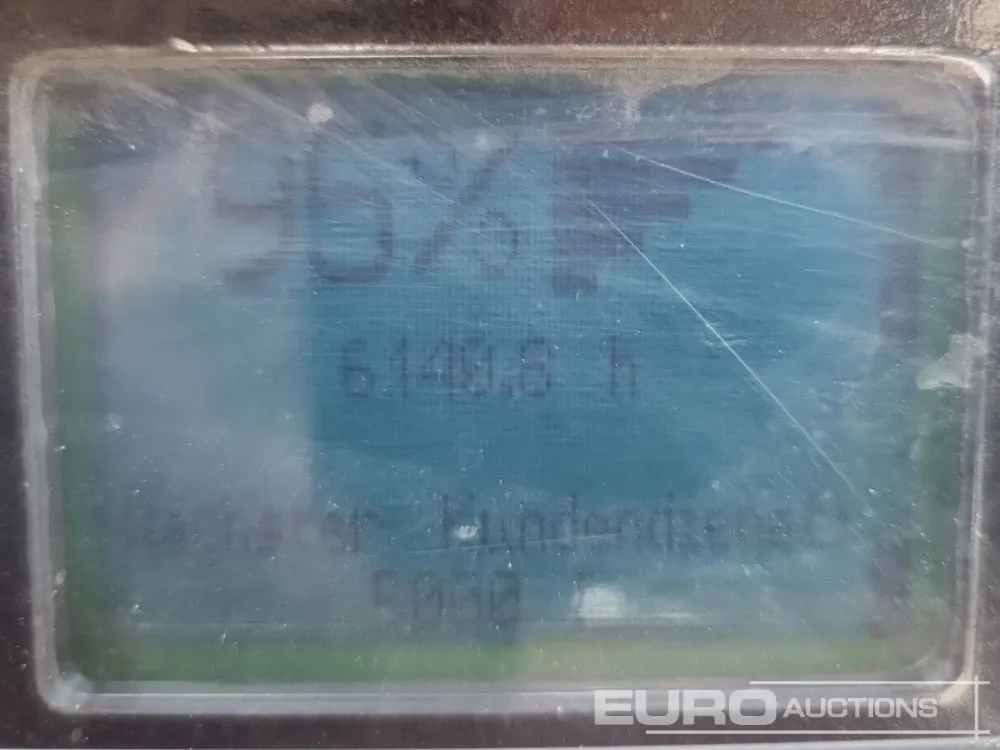 96%
6140.8 h
Nächster Kundendienst:
5000
EURO AUCTIONS